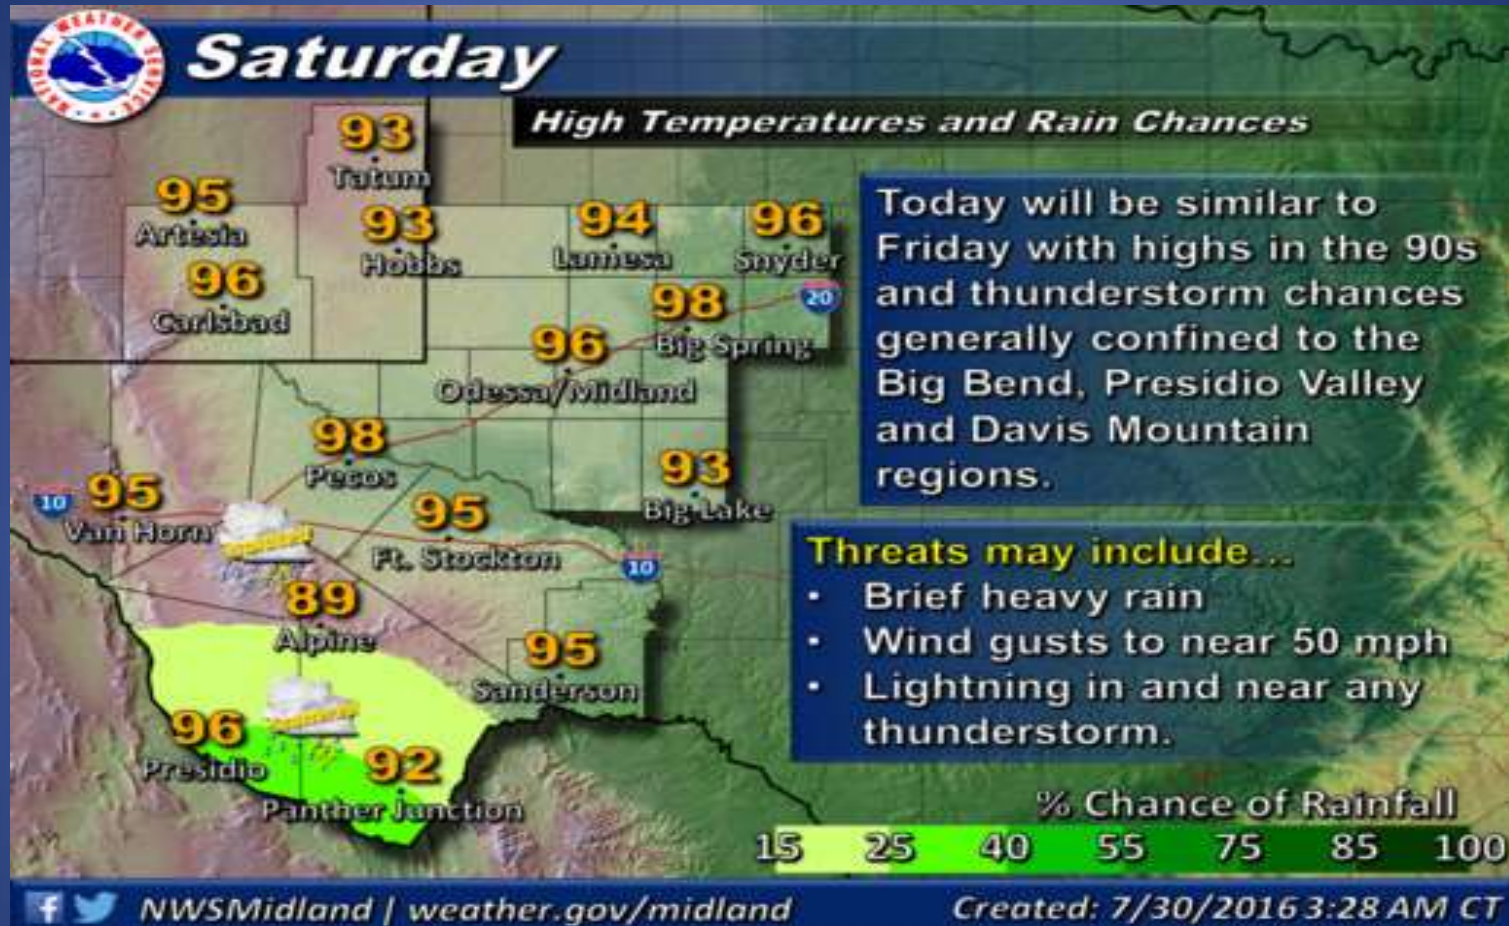 NATIONAL WEATHER SERVICE
Saturday
High Temperatures and Rain Chances
93
Tatum
95
Artesia
93
Hobbs
94
Lamesa
96
Snyder
96
Carlsbad
98
Big Spring
20
96
Odessa/Midland
98
Pecos
93
Big Lake
10
95
Van Horn
95
Ft. Stockton
10
89
Alpine
95
Sanderson
96
Presidio
92
Panther Junction
Today will be similar to
Friday with highs in the 90s
and thunderstorm chances
generally confined to the
Big Bend, Presidio Valley
and Davis Mountain
regions.
Threats may include...
• Brief heavy rain
• Wind gusts to near 50 mph
• Lightning in and near any
thunderstorm.
% Chance of Rainfall
15 25 40 55 75 85 100
NWSMidland | weather.gov/midland
Created: 7/30/2016 3:28 AM CT